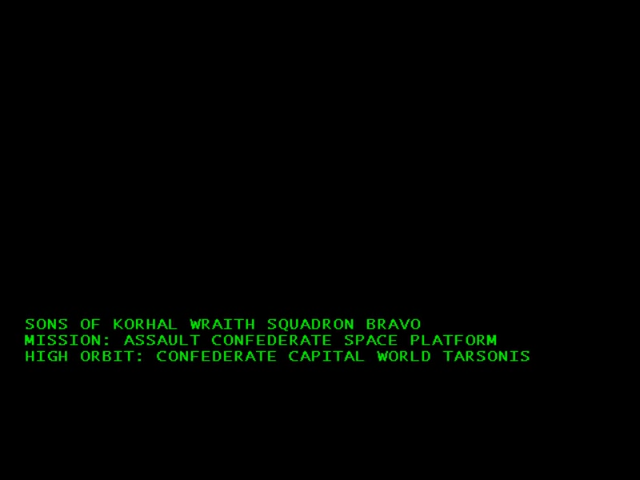 SONS OF KORHAL WRAITH SQUADRON BRAVO
MISSION: ASSAULT CONFEDERATE SPACE PLATFORM
HIGH ORBIT: CONFEDERATE CAPITAL WORLD TARSONIS